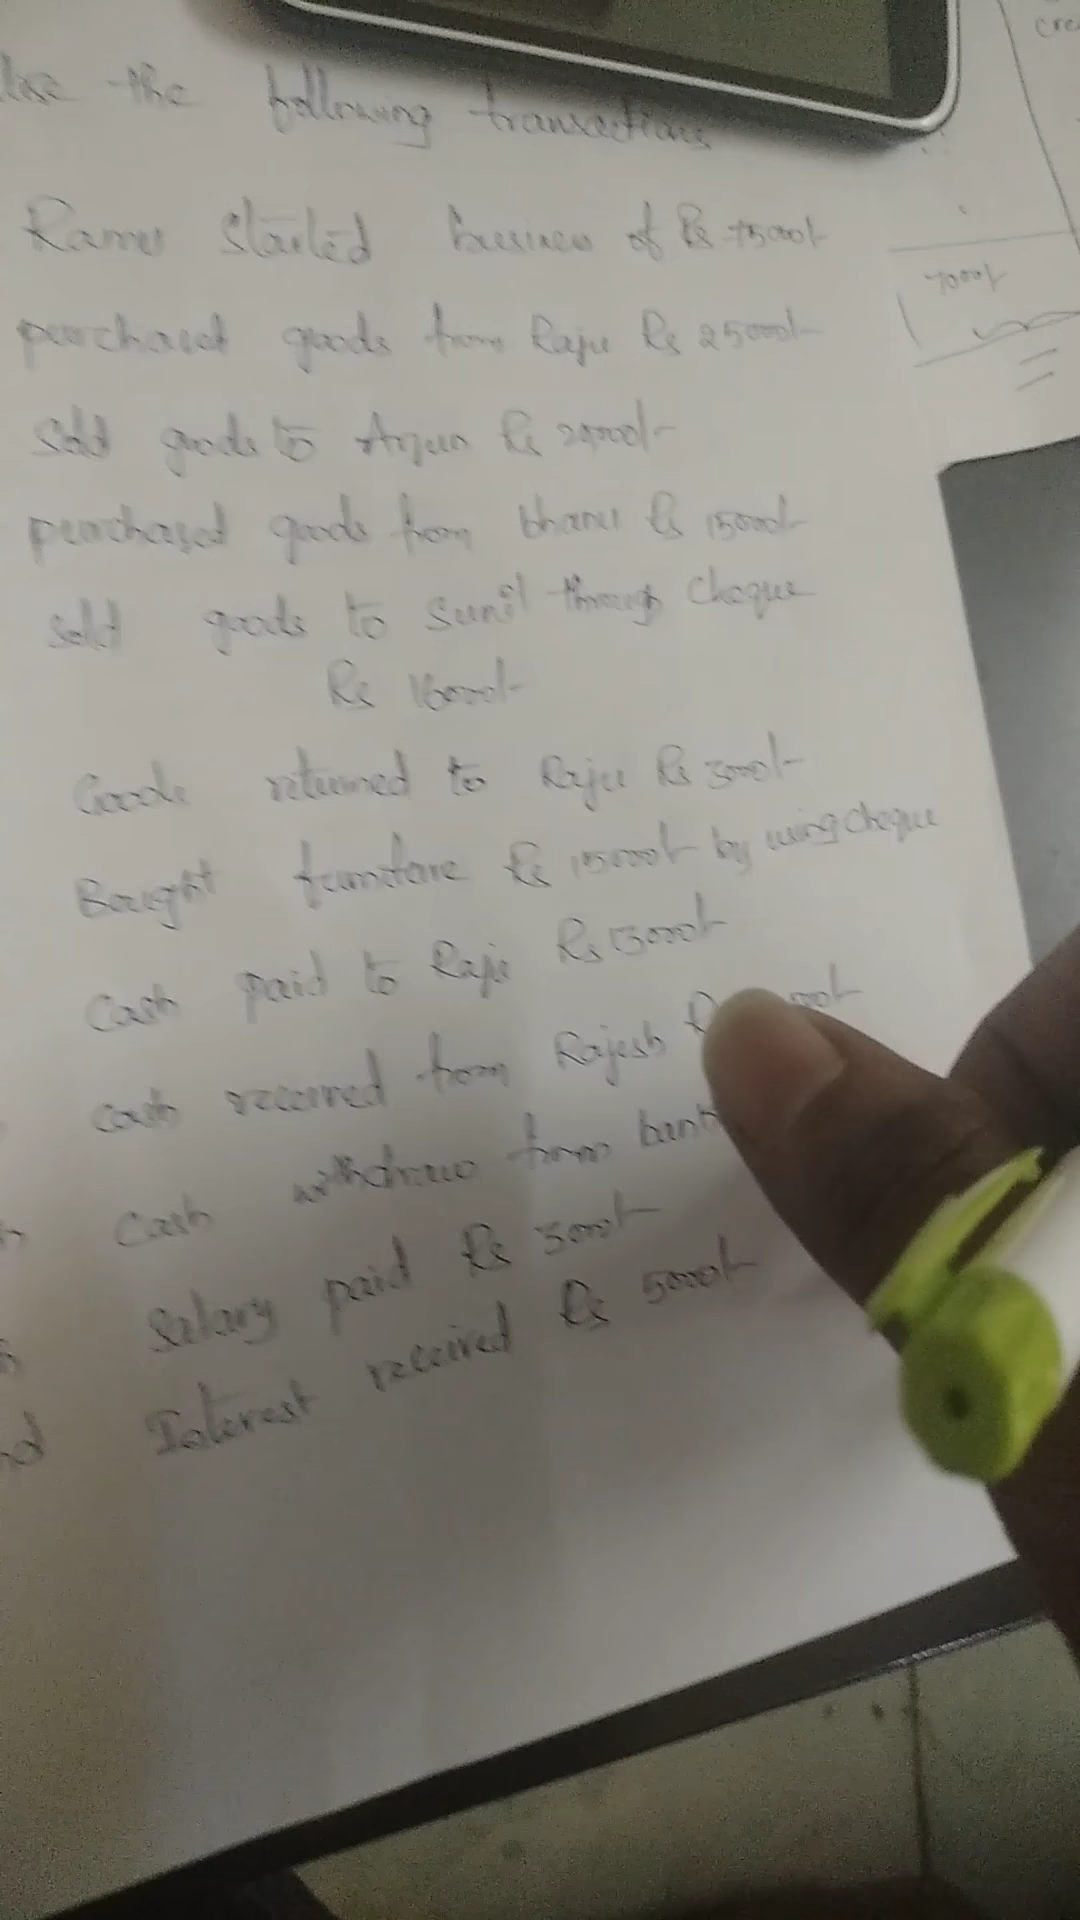 the following transactions
Ramu Started business of Rs 75000/-
purchased goods from Raju Rs 25000/-
Sold goods to Arjun Rs
purchased goods from bhanu Rs 15000/-
Sold goods to Sunil through Cheque
Rs 16000/-
Goods returned to Raju Rs 3000/-
Bought furniture Rs 15000/- by using cheque
Cash paid to Raju Rs 13000/-
Cash received from Rajesh
Cash withdraw from bank
Salary paid Rs 3000/-
Interest received Rs 5000/-
7000/-